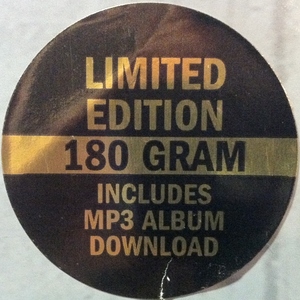 LIMITED
EDITION
180 GRAM
INCLUDES
MP3 ALBUM
DOWNLOAD